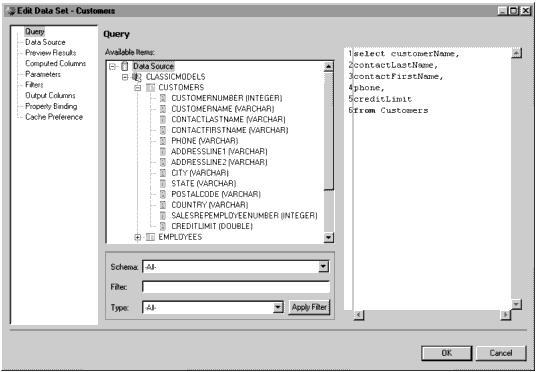 Edit Data Set - Customers
Query
Data Source
Preview Results
Computed Columns
Parameters
Filters
Output Columns
Property Binding
Cache Preference
Query
Available Items:
Data Source
CLASSICMODELS
CUSTOMERS
CUSTOMERNUMBER (INTEGER)
CUSTOMERNAME (VARCHAR)
CONTACTLASTNAME (VARCHAR)
CONTACTFIRSTNAME (VARCHAR)
PHONE (VARCHAR)
ADDRESSLINE1 (VARCHAR)
ADDRESSLINE2 (VARCHAR)
CITY (VARCHAR)
STATE (VARCHAR)
POSTALCODE (VARCHAR)
COUNTRY (VARCHAR)
SALESREPEMPLOYEENUMBER (INTEGER)
CREDITLIMIT (DOUBLE)
EMPLOYEES
Schema: -All-
Filter:
Type: -All- Apply Filter
1select customerName,
2contactLastName,
3contactFirstName,
4phone,
5creditLimit
6from Customers
OK Cancel